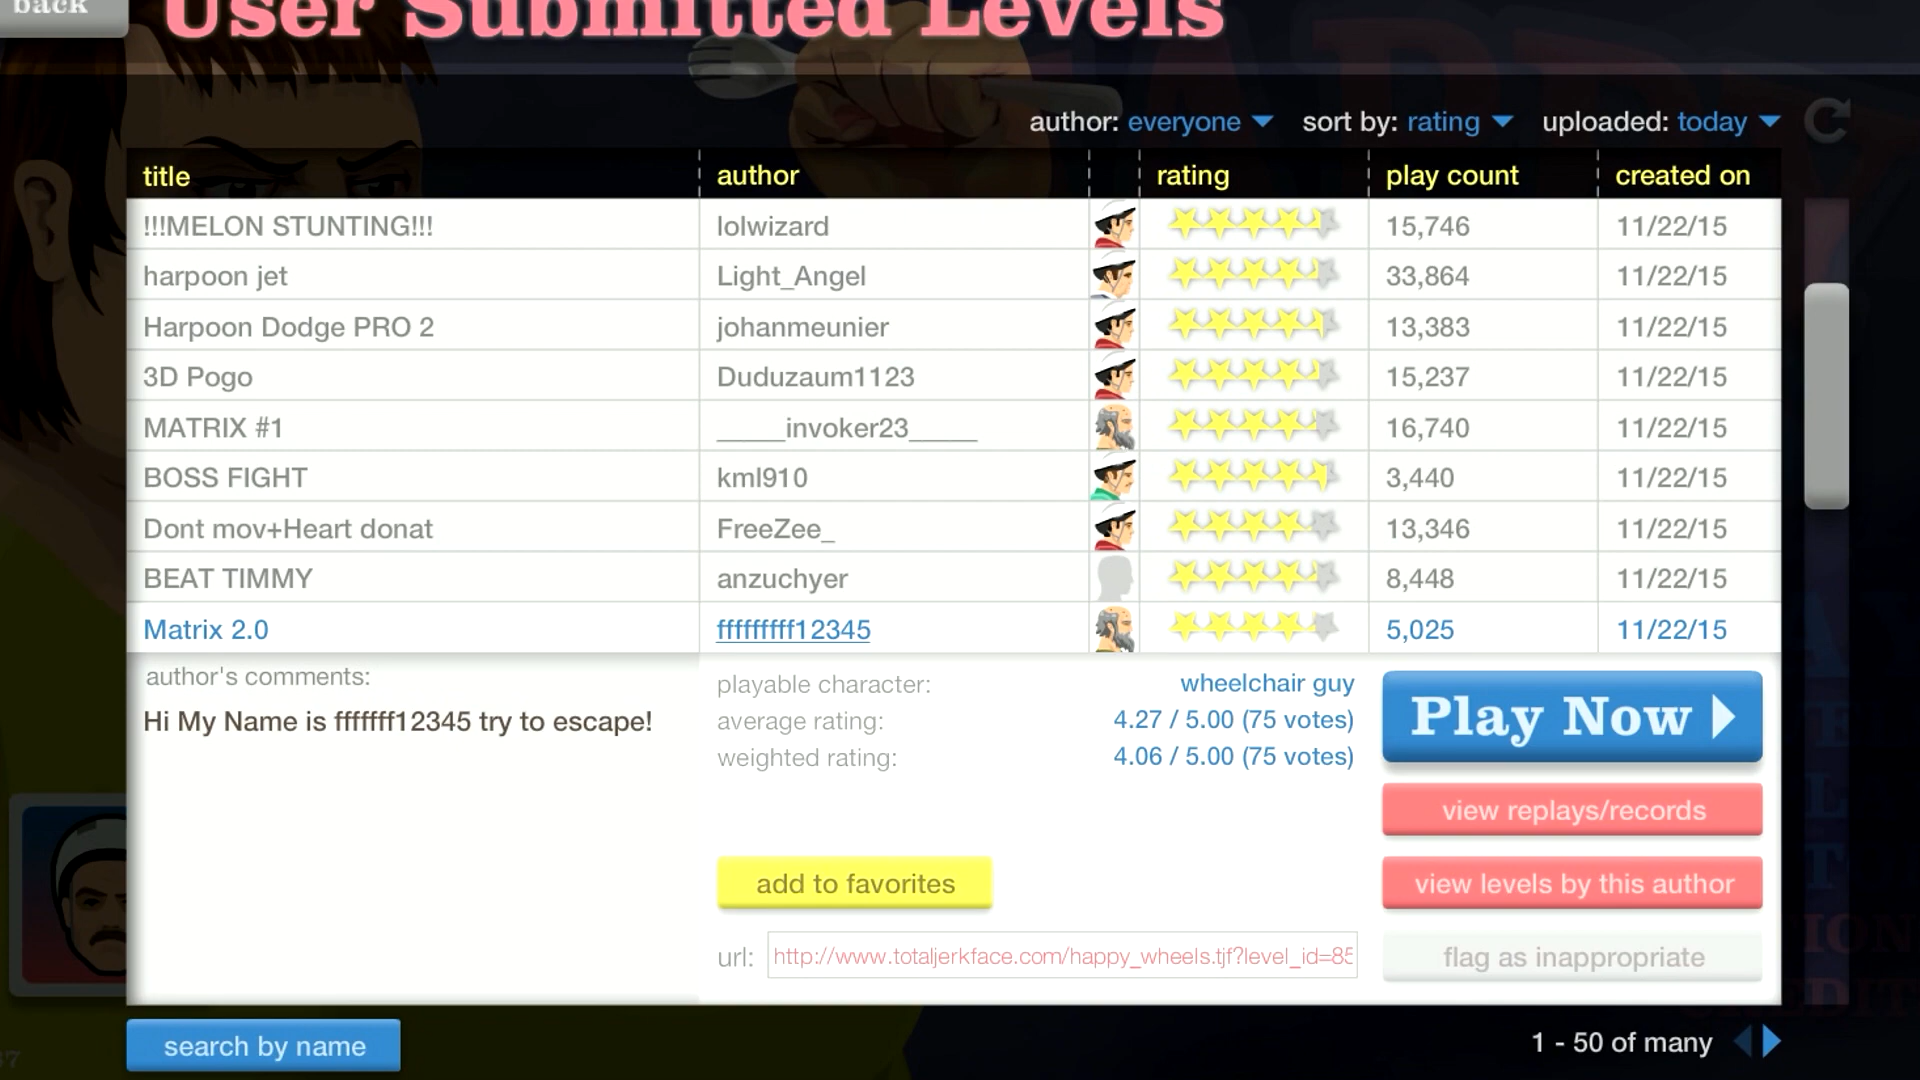 back
User Submitted Levels
author: everyone sort by: rating uploaded: today
title author rating play count created on
!!!MELON STUNTING!!! lolwizard 15,746 11/22/15
harpoon jet Light_Angel 33,864 11/22/15
Harpoon Dodge PRO 2 johanmeunier 13,383 11/22/15
3D Pogo Duduzaum1123 15,237 11/22/15
MATRIX #1 _____invoker23_____ 16,740 11/22/15
BOSS FIGHT kml910 3,440 11/22/15
Dont mov+Heart donat FreeZee_ 13,346 11/22/15
BEAT TIMMY anzuchyer 8,448 11/22/15
Matrix 2.0 fffffffff12345 5,025 11/22/15
author's comments:
Hi My Name is fffffff12345 try to escape!
playable character: wheelchair guy
average rating: 4.27 / 5.00 (75 votes)
weighted rating: 4.06 / 5.00 (75 votes)
Play Now
view replays/records
add to favorites
view levels by this author
url: http://www.totaljerkface.com/happy_wheels.tjf?level_id=85
flag as inappropriate
search by name
1 - 50 of many